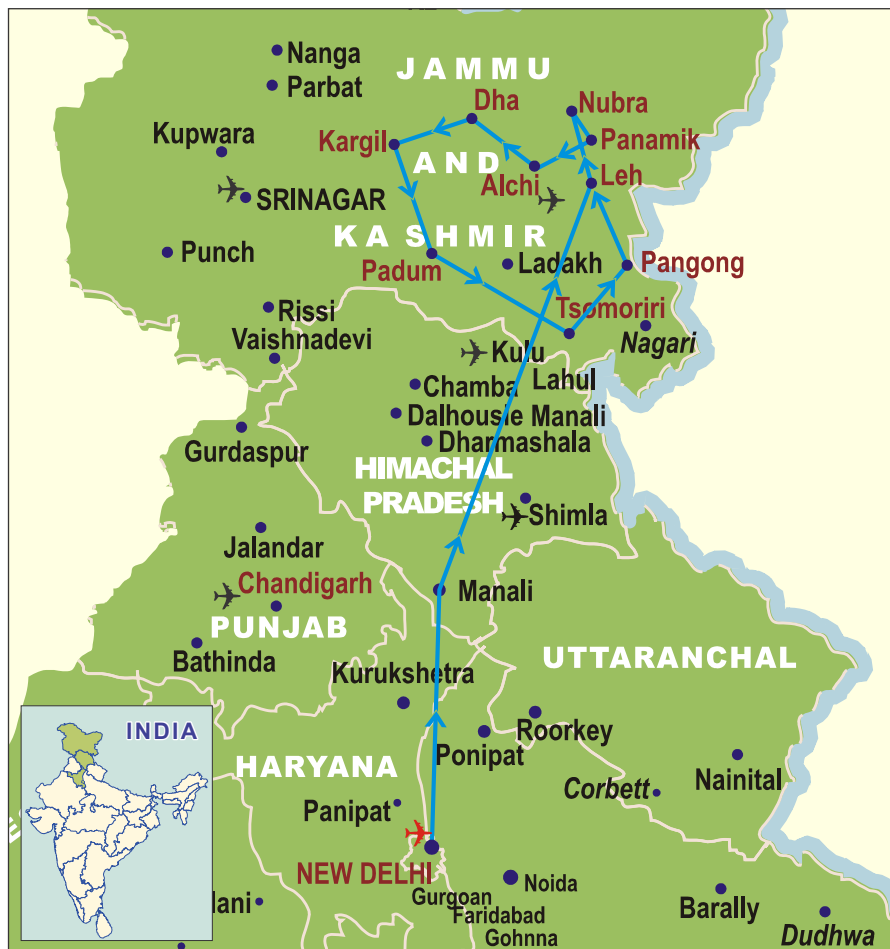 Nanga
Parbat
JAMMU
Dha
Nubra
Kupwara
Kargil
Panamik
AND
Alchi
Leh
SRINAGAR
KASHMIR
Punch
Padum
Ladakh
Pangong
Rissi
Tsomoriri
Vaishnadevi
Nagari
Kulu
Lahul
Chamba
Dalhousie Manali
Gurdaspur
Dharmashala
HIMACHAL
PRADESH
Shimla
Jalandar
Chandigarh
Manali
PUNJAB
Bathinda
UTTARANCHAL
Kurukshetra
INDIA
Roorkey
Ponipat
HARYANA
Nainital
Corbett
Panipat
NEW DELHI
Noida
Gurgoan
Faridabad
Gohnna
Barally
Dudhwa
lani